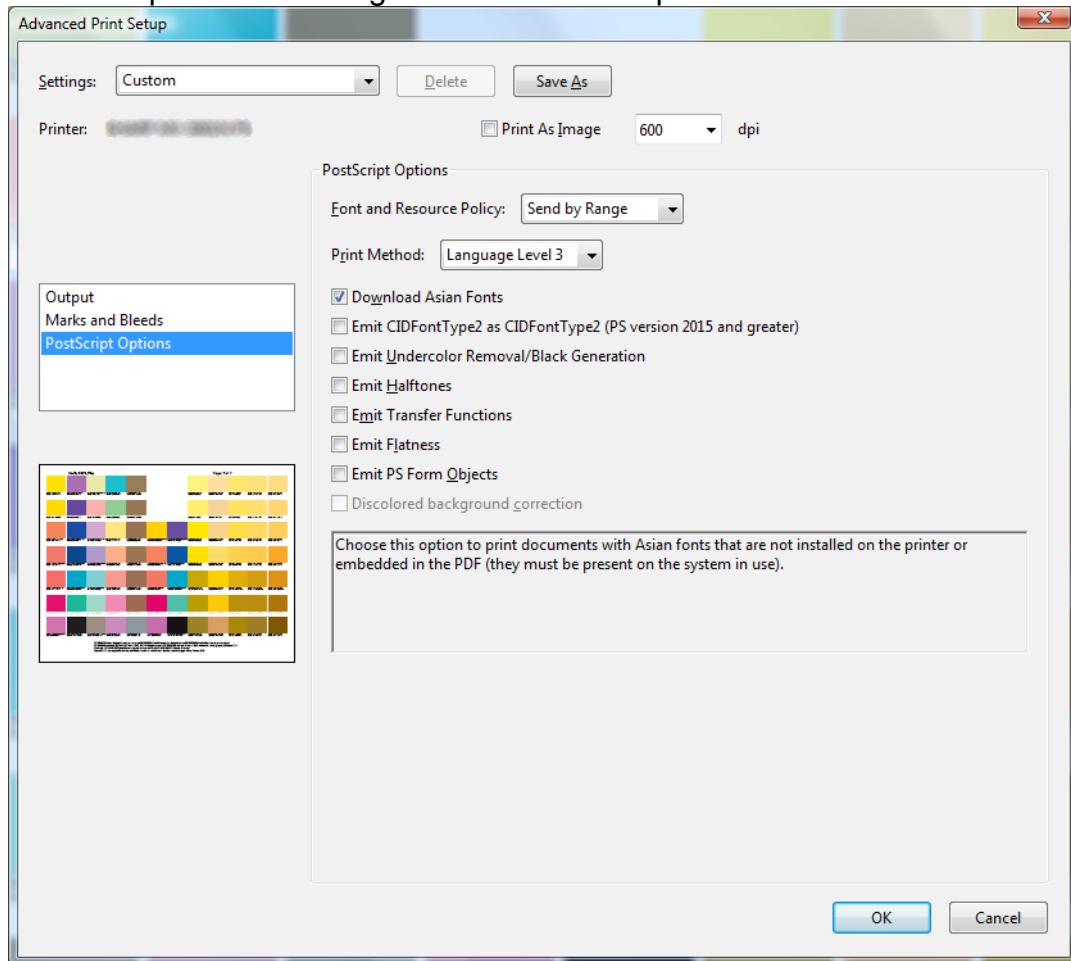 Advanced Print Setup
Settings: Custom Delete Save As
Printer: Print As Image 600 dpi
PostScript Options
Font and Resource Policy: Send by Range
Print Method: Language Level 3
Output
Marks and Bleeds
PostScript Options
Download Asian Fonts
Emit CIDFontType2 as CIDFontType2 (PS version 2015 and greater)
Emit Undercolor Removal/Black Generation
Emit Halftones
Emit Transfer Functions
Emit Flatness
Emit PS Form Objects
Discolored background correction
Choose this option to print documents with Asian fonts that are not installed on the printer or
embedded in the PDF (they must be present on the system in use).
OK Cancel